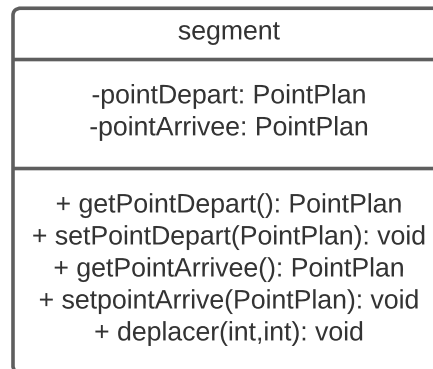 segment
-pointDepart: PointPlan
-pointArrivee: PointPlan
+ getPointDepart(): PointPlan
+ setPointDepart(PointPlan): void
+ getPointArrivee(): PointPlan
+ setpointArrive(PointPlan): void
+ deplacer(int,int): void